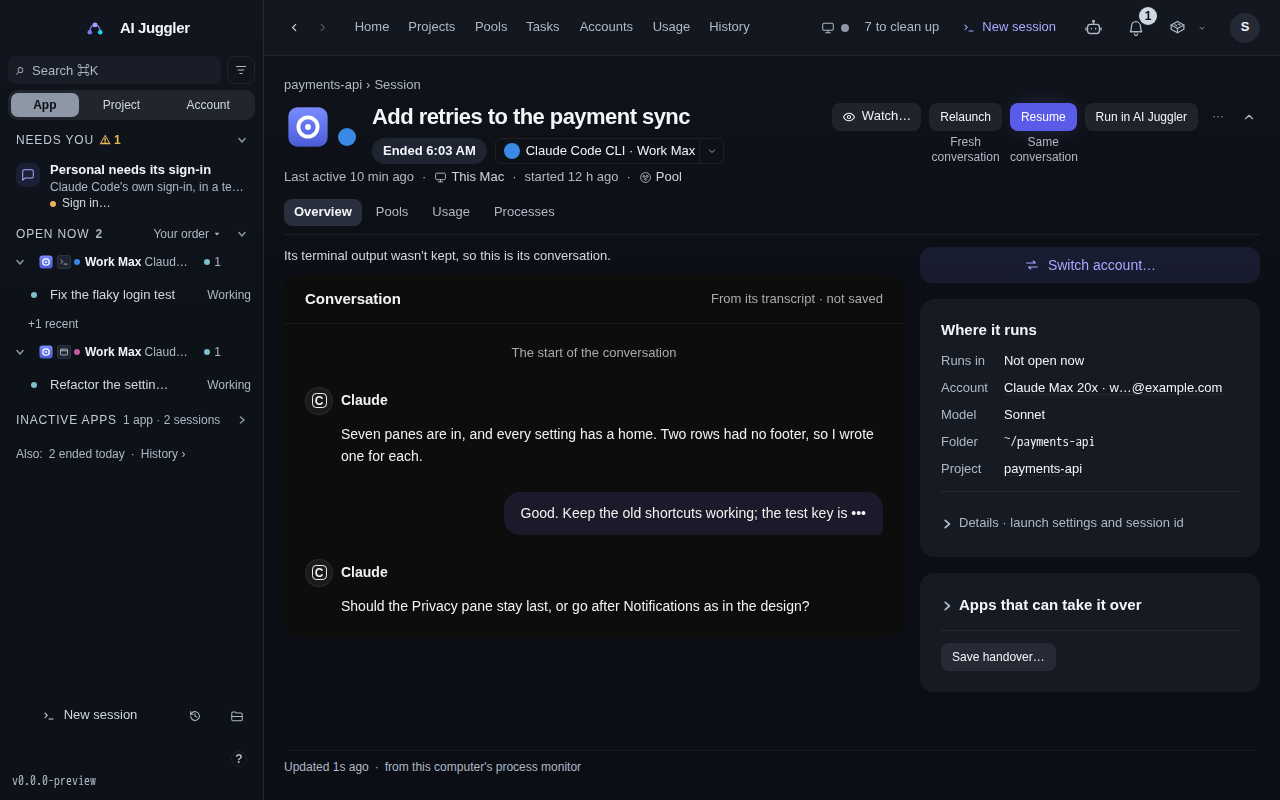 AI Juggler
Search ⌘K
App Project Account
NEEDS YOU 1
Personal needs its sign-in
Claude Code's own sign-in, in a te…
Sign in…
OPEN NOW 2 Your order
Work Max Claud… 1
Fix the flaky login test Working
+1 recent
Work Max Claud… 1
Refactor the settin… Working
INACTIVE APPS 1 app · 2 sessions
Also: 2 ended today · History ›
New session
?
v0.0.0-preview
Home Projects Pools Tasks Accounts Usage History
7 to clean up
New session
1
S
payments-api › Session
Add retries to the payment sync
Ended 6:03 AM Claude Code CLI · Work Max
Watch… Relaunch Resume Run in AI Juggler ···
Fresh conversation Same conversation
Last active 10 min ago · This Mac · started 12 h ago · Pool
Overview Pools Usage Processes
Its terminal output wasn't kept, so this is its conversation.
Conversation From its transcript · not saved
The start of the conversation
C Claude
Seven panes are in, and every setting has a home. Two rows had no footer, so I wrote
one for each.
Good. Keep the old shortcuts working; the test key is •••
C Claude
Should the Privacy pane stay last, or go after Notifications as in the design?
Switch account…
Where it runs
Runs in Not open now
Account Claude Max 20x · w…@example.com
Model Sonnet
Folder ~/payments-api
Project payments-api
Details · launch settings and session id
Apps that can take it over
Save handover…
Updated 1s ago · from this computer's process monitor